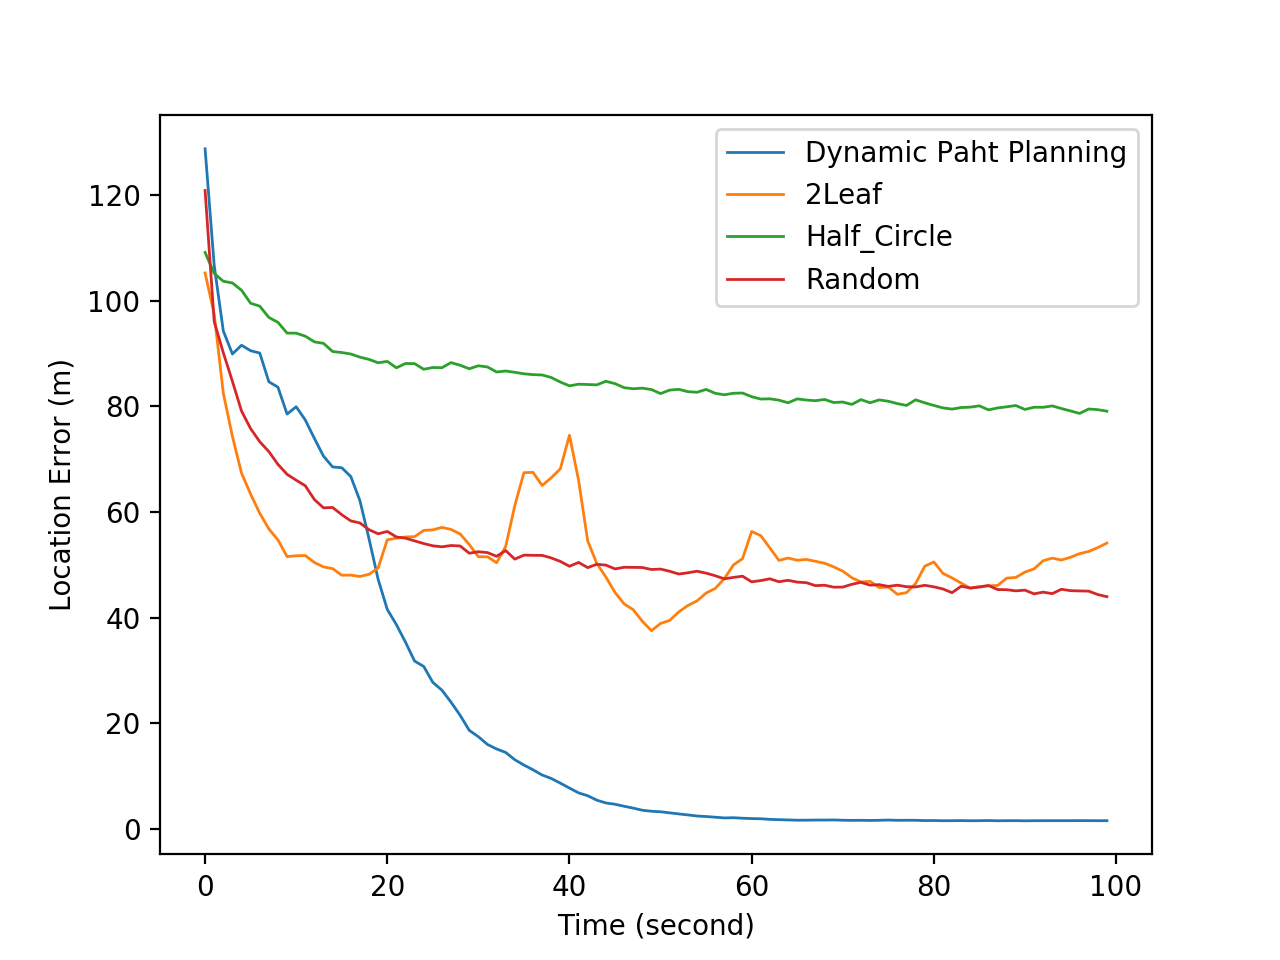 Dynamic Paht Planning
2Leaf
Half_Circle
Random
120
100
80
60
40
20
0
Location Error (m)
0 20 40 60 80 100
Time (second)